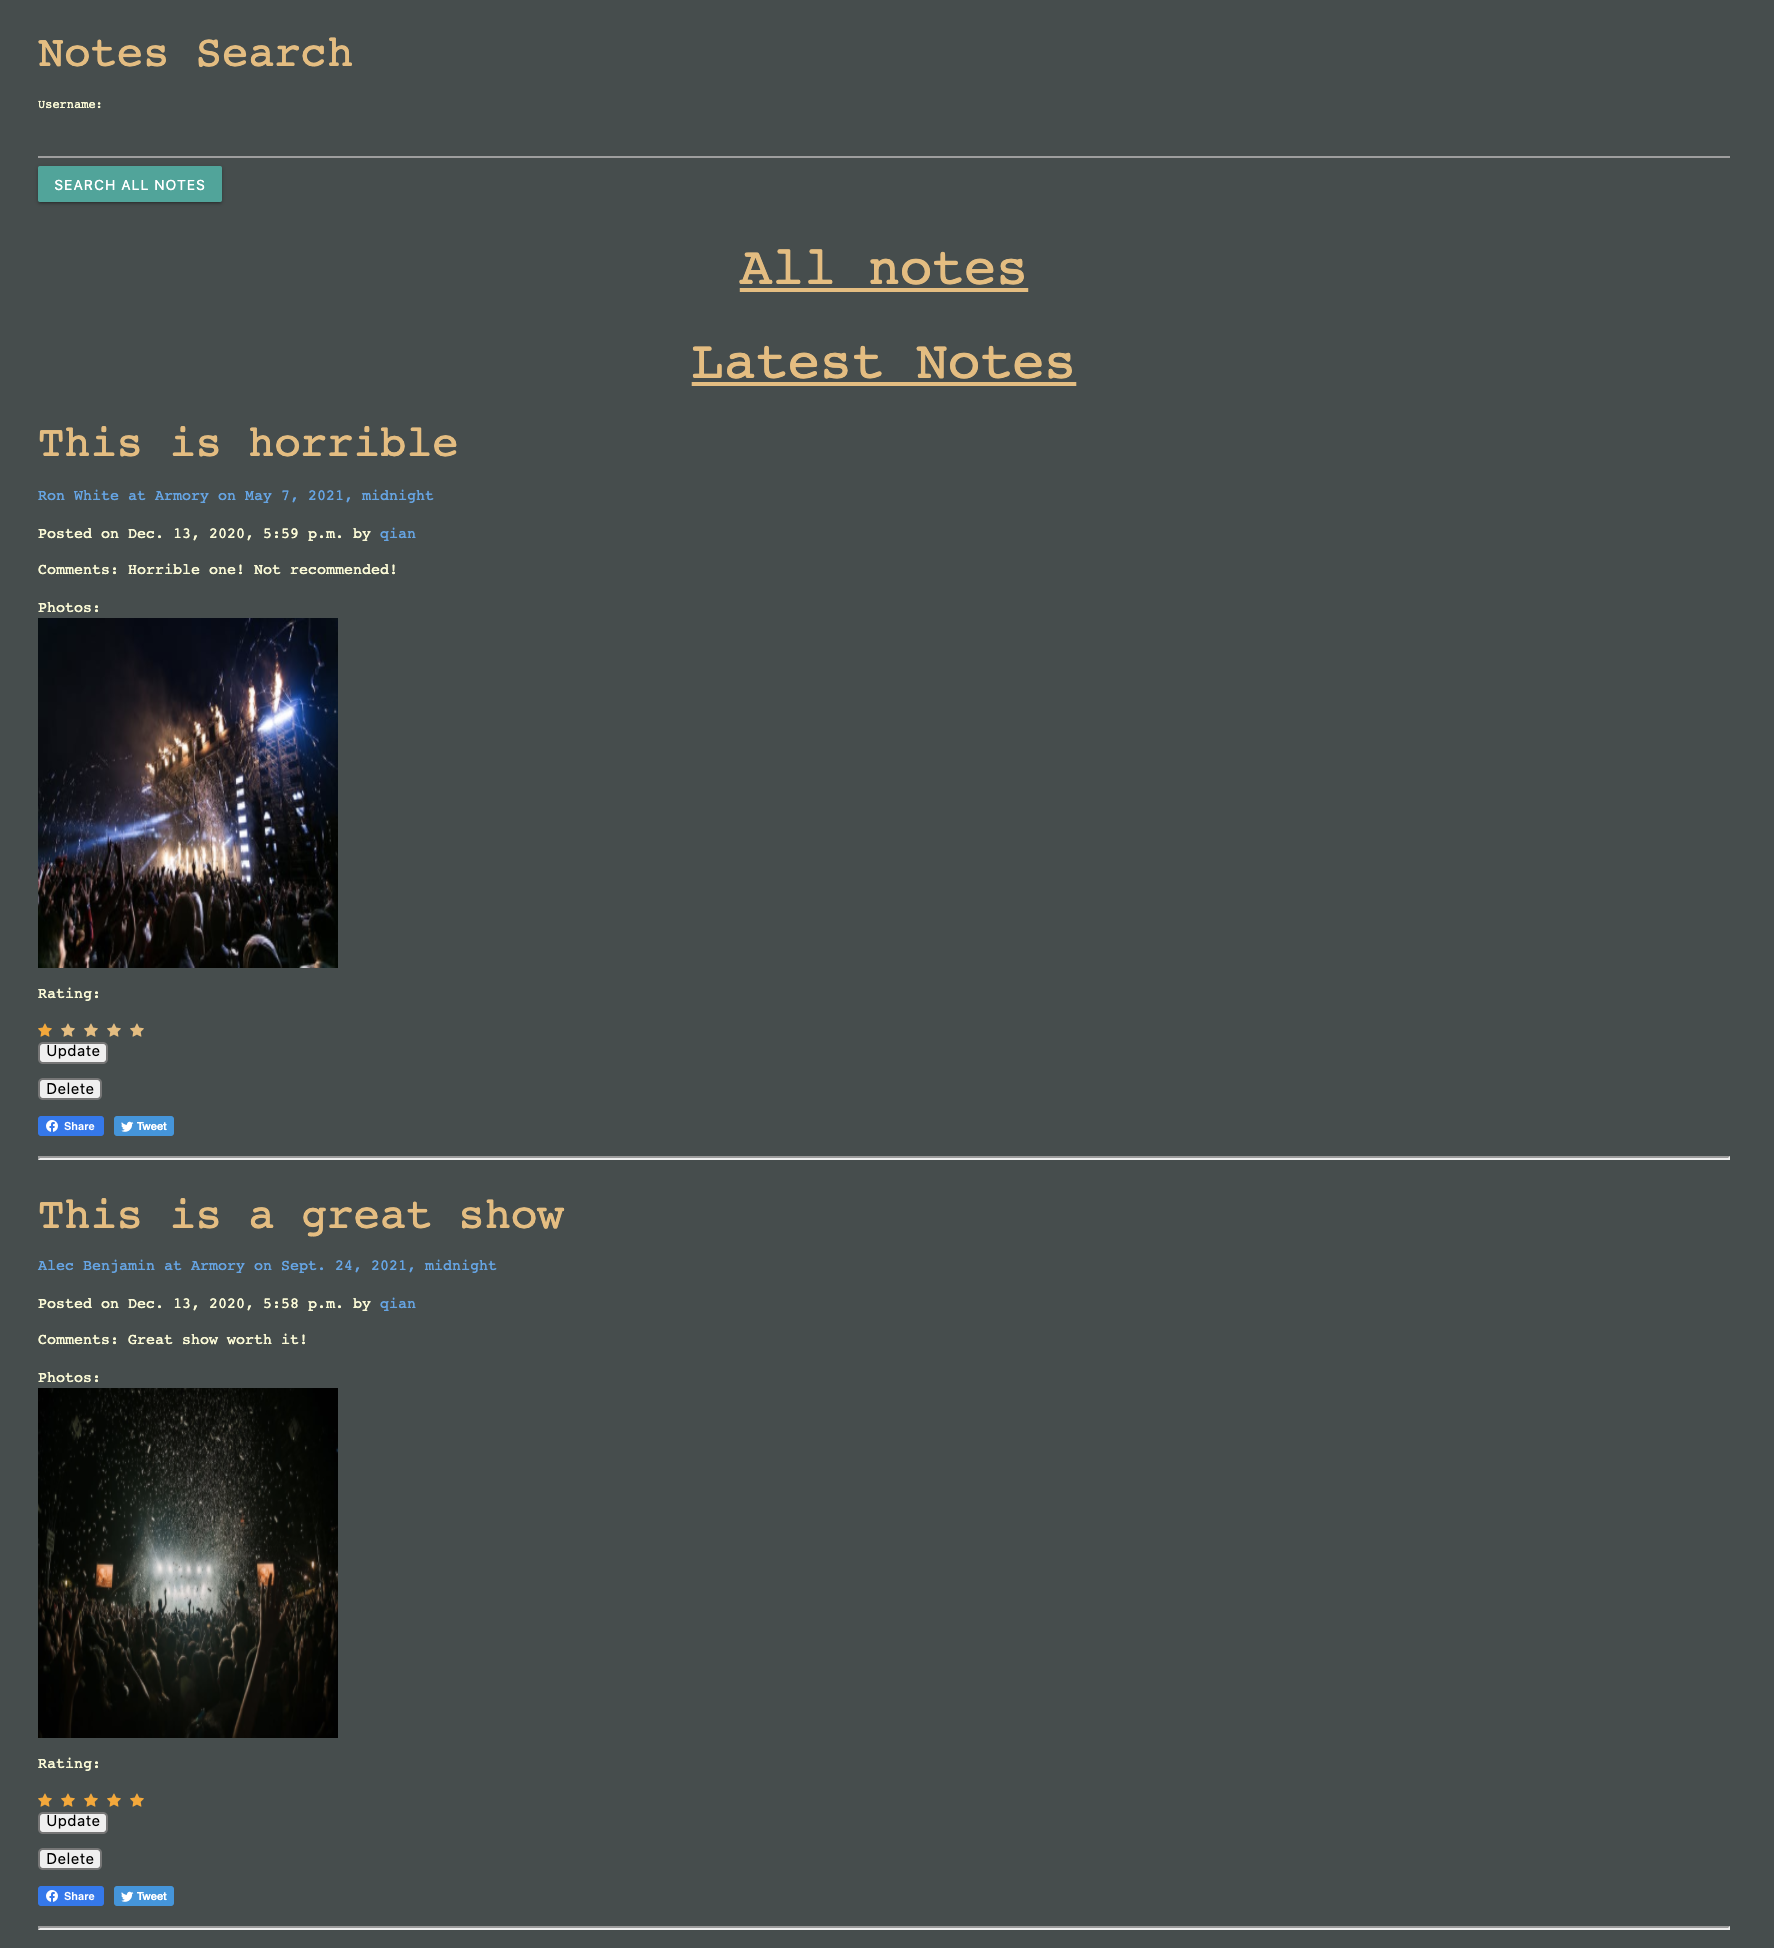 Notes Search
Username:
SEARCH ALL NOTES
All notes
Latest Notes
This is horrible
Ron White at Armory on May 7, 2021, midnight
Posted on Dec. 13, 2020, 5:59 p.m. by qian
Comments: Horrible one! Not recommended!
Photos:
Rating:
Update
Delete
Share Tweet
This is a great show
Alec Benjamin at Armory on Sept. 24, 2021, midnight
Posted on Dec. 13, 2020, 5:58 p.m. by qian
Comments: Great show worth it!
Photos:
Rating:
Update
Delete
Share Tweet